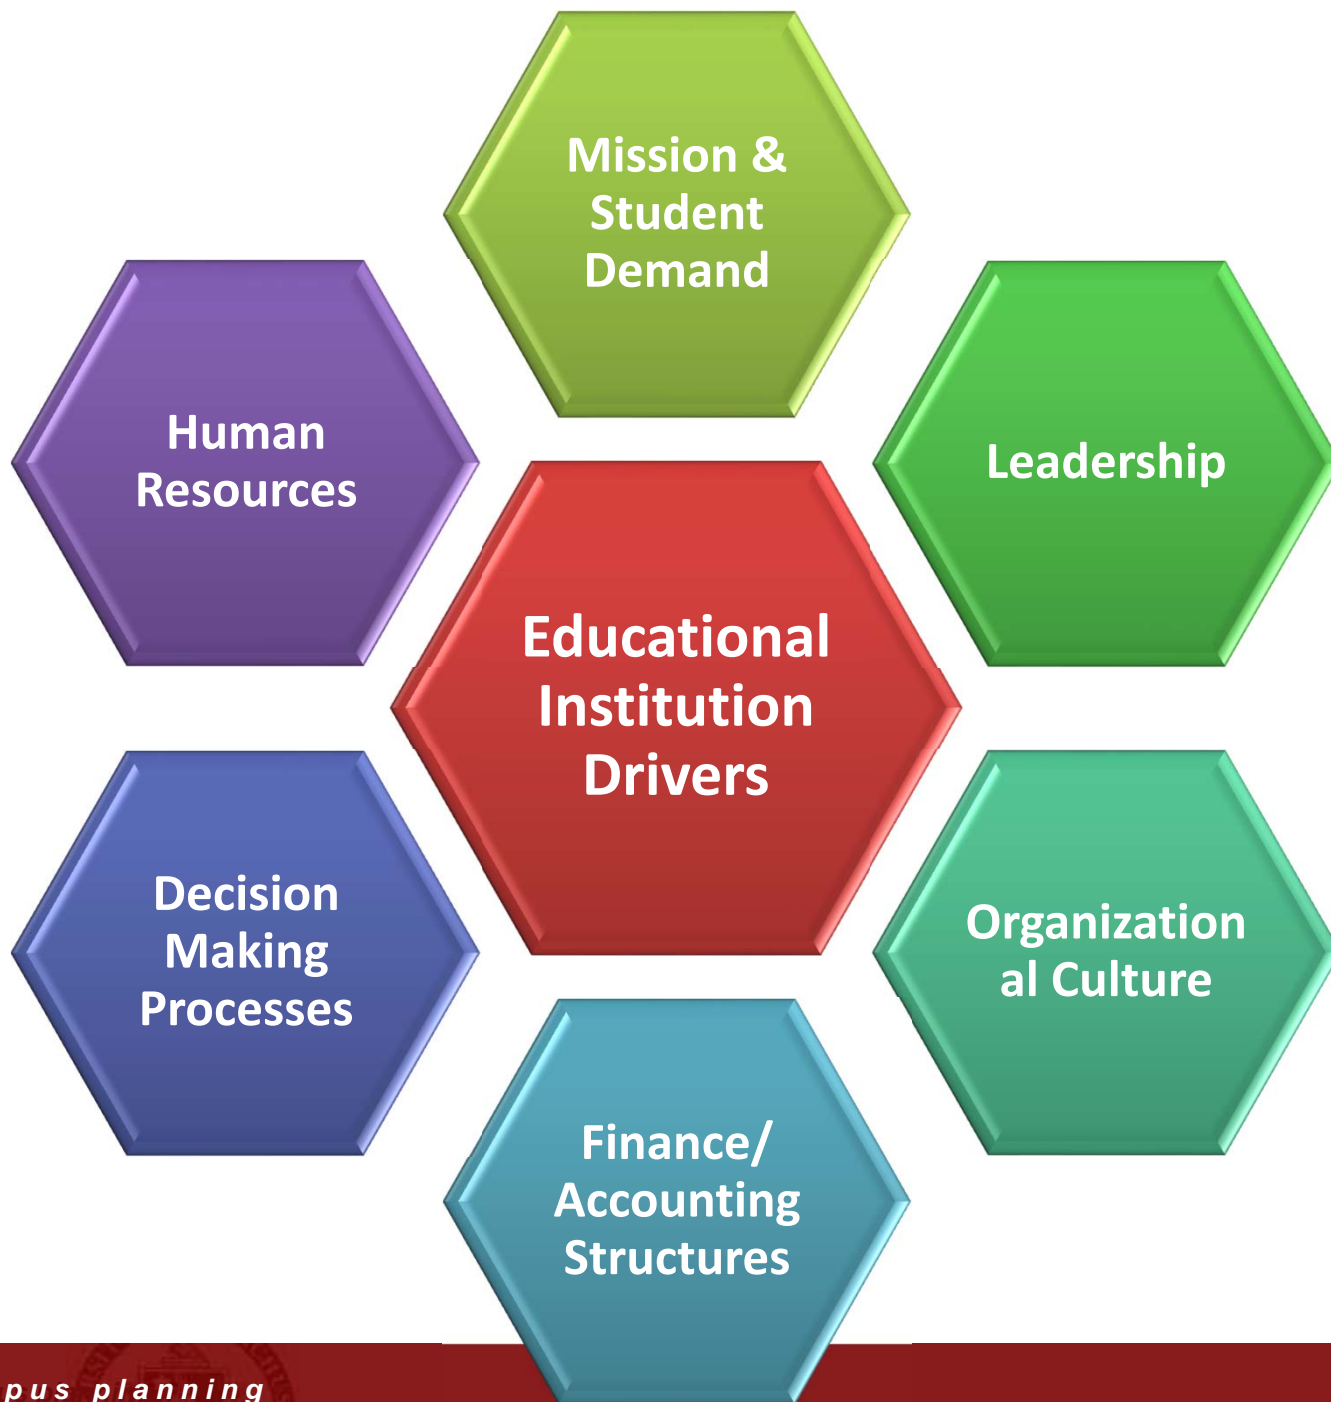 Mission &
Student
Demand
Human
Resources
Leadership
Educational
Institution
Drivers
Decision
Making
Processes
Organization
al Culture
Finance/
Accounting
Structures
pus planning